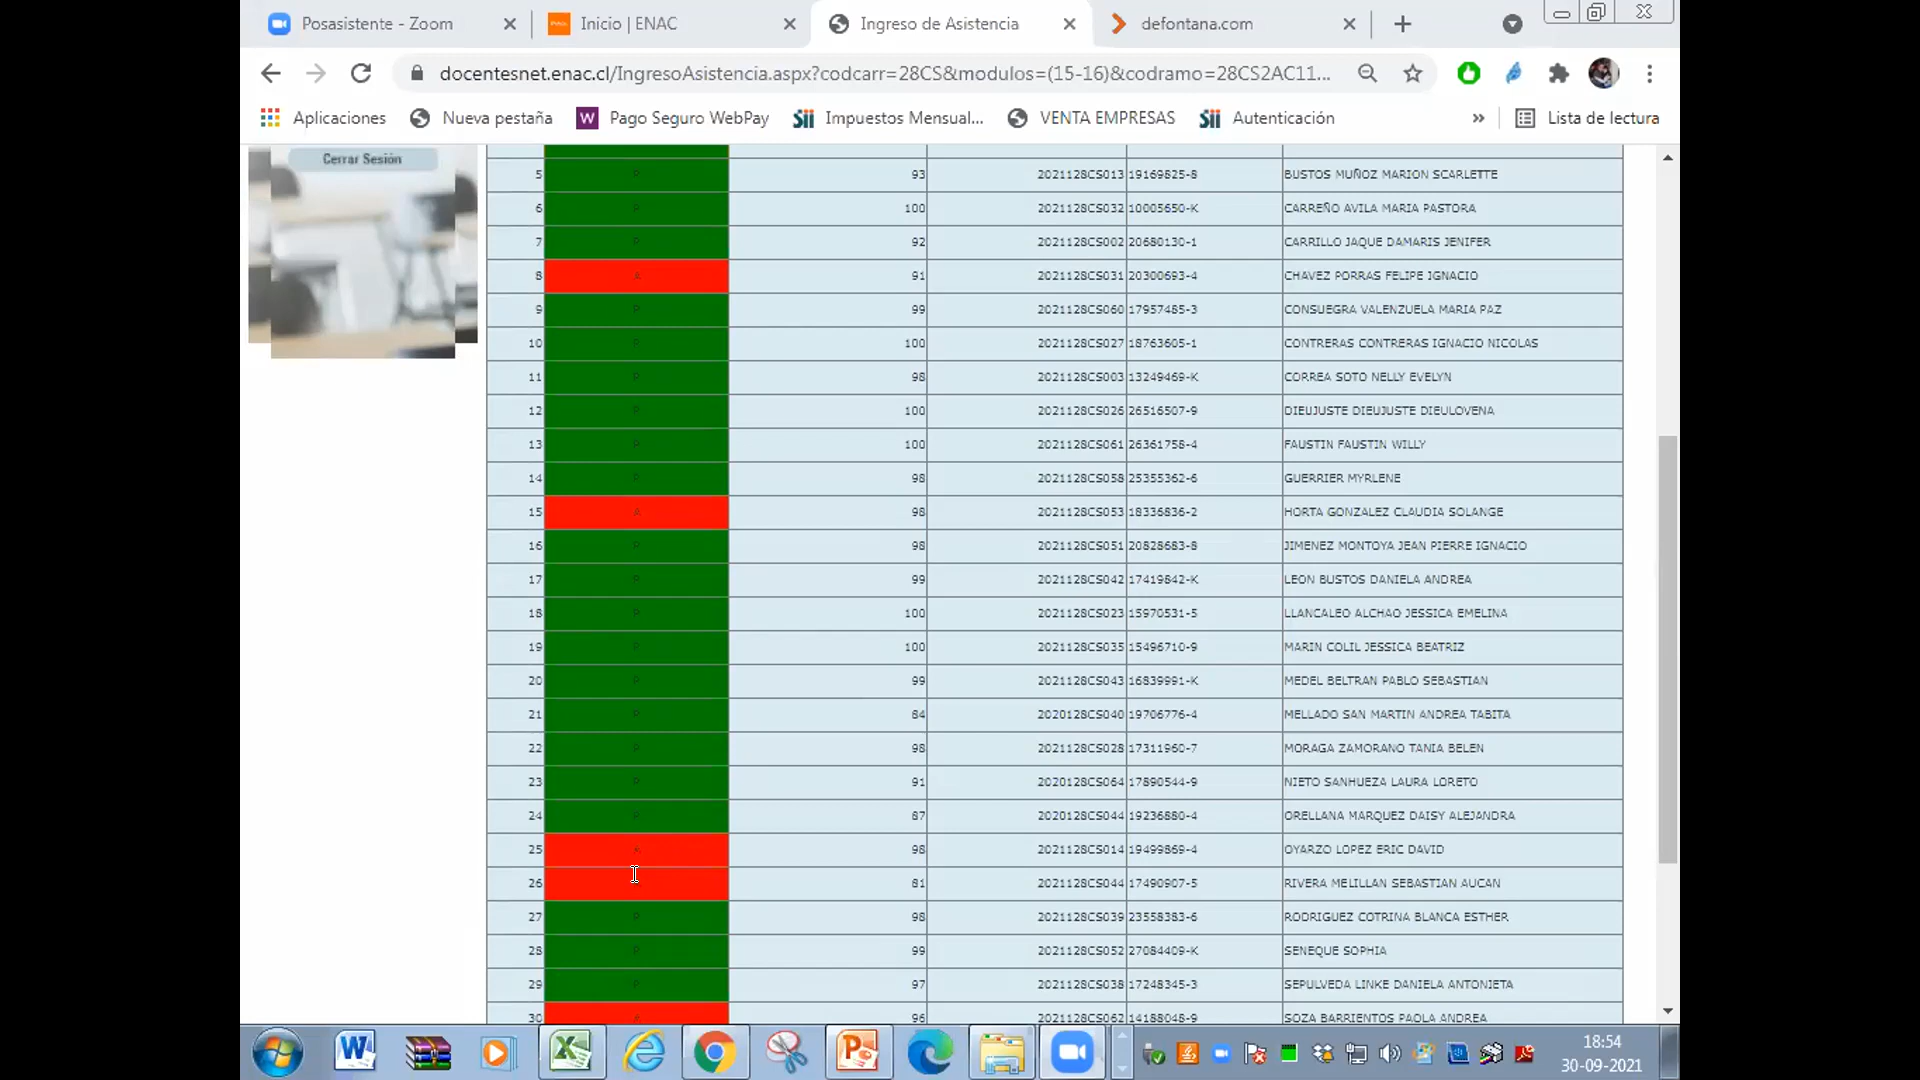 Posasistente - Zoom
Inicio | ENAC
Ingreso de Asistencia
defontana.com
docentesnet.enac.cl/IngresoAsistencia.aspx?codcarr=28CS&modulos=(15-16)&codramo=28CS2AC11...
Aplicaciones
Nueva pestaña
Pago Seguro WebPay
Impuestos Mensual...
VENTA EMPRESAS
Autenticación
»
Lista de lectura
Cerrar Sesión
5 P 93 2021128CS013 19169825-8 BUSTOS MUÑOZ MARION SCARLETTE
6 P 100 2021128CS032 10005650-K CARREÑO AVILA MARIA PASTORA
7 P 92 2021128CS002 20680130-1 CARRILLO JAQUE DAMARIS JENIFER
8 A 91 2021128CS031 20300693-4 CHAVEZ PORRAS FELIPE IGNACIO
9 P 99 2021128CS060 17957485-3 CONSUEGRA VALENZUELA MARIA PAZ
10 P 100 2021128CS027 18763605-1 CONTRERAS CONTRERAS IGNACIO NICOLAS
11 P 98 2021128CS003 13249469-K CORREA SOTO NELLY EVELYN
12 P 100 2021128CS026 26516507-9 DIEUJUSTE DIEUJUSTE DIEULOVENA
13 P 100 2021128CS061 26361758-4 FAUSTIN FAUSTIN WILLY
14 P 98 2021128CS058 25355362-6 GUERRIER MYRLENE
15 A 98 2021128CS053 18336836-2 HORTA GONZALEZ CLAUDIA SOLANGE
16 P 98 2021128CS051 20828683-8 JIMENEZ MONTOYA JEAN PIERRE IGNACIO
17 P 99 2021128CS042 17419842-K LEON BUSTOS DANIELA ANDREA
18 P 100 2021128CS023 15970531-5 LLANCALEO ALCHAO JESSICA EMELINA
19 P 100 2021128CS035 15496710-9 MARIN COLIL JESSICA BEATRIZ
20 P 99 2021128CS043 16839991-K MEDEL BELTRAN PABLO SEBASTIAN
21 P 84 2020128CS040 19706776-4 MELLADO SAN MARTIN ANDREA TABITA
22 P 98 2021128CS028 17311960-7 MORAGA ZAMORANO TANIA BELEN
23 P 91 2020128CS064 17890544-9 NIETO SANHUEZA LAURA LORETO
24 P 87 2020128CS044 19236880-4 ORELLANA MARQUEZ DAISY ALEJANDRA
25 A 98 2021128CS014 19499869-4 OYARZO LOPEZ ERIC DAVID
26 81 2021128CS044 17490907-5 RIVERA MELILLAN SEBASTIAN AUCAN
27 P 98 2021128CS039 23558383-6 RODRIGUEZ COTRINA BLANCA ESTHER
28 P 99 2021128CS052 27084409-K SENEQUE SOPHIA
29 P 97 2021128CS038 17248345-3 SEPULVEDA LINKE DANIELA ANTONIETA
30 A 96 2021128CS062 14188048-9 SOZA BARRIENTOS PAOLA ANDREA
18:54
30-09-2021